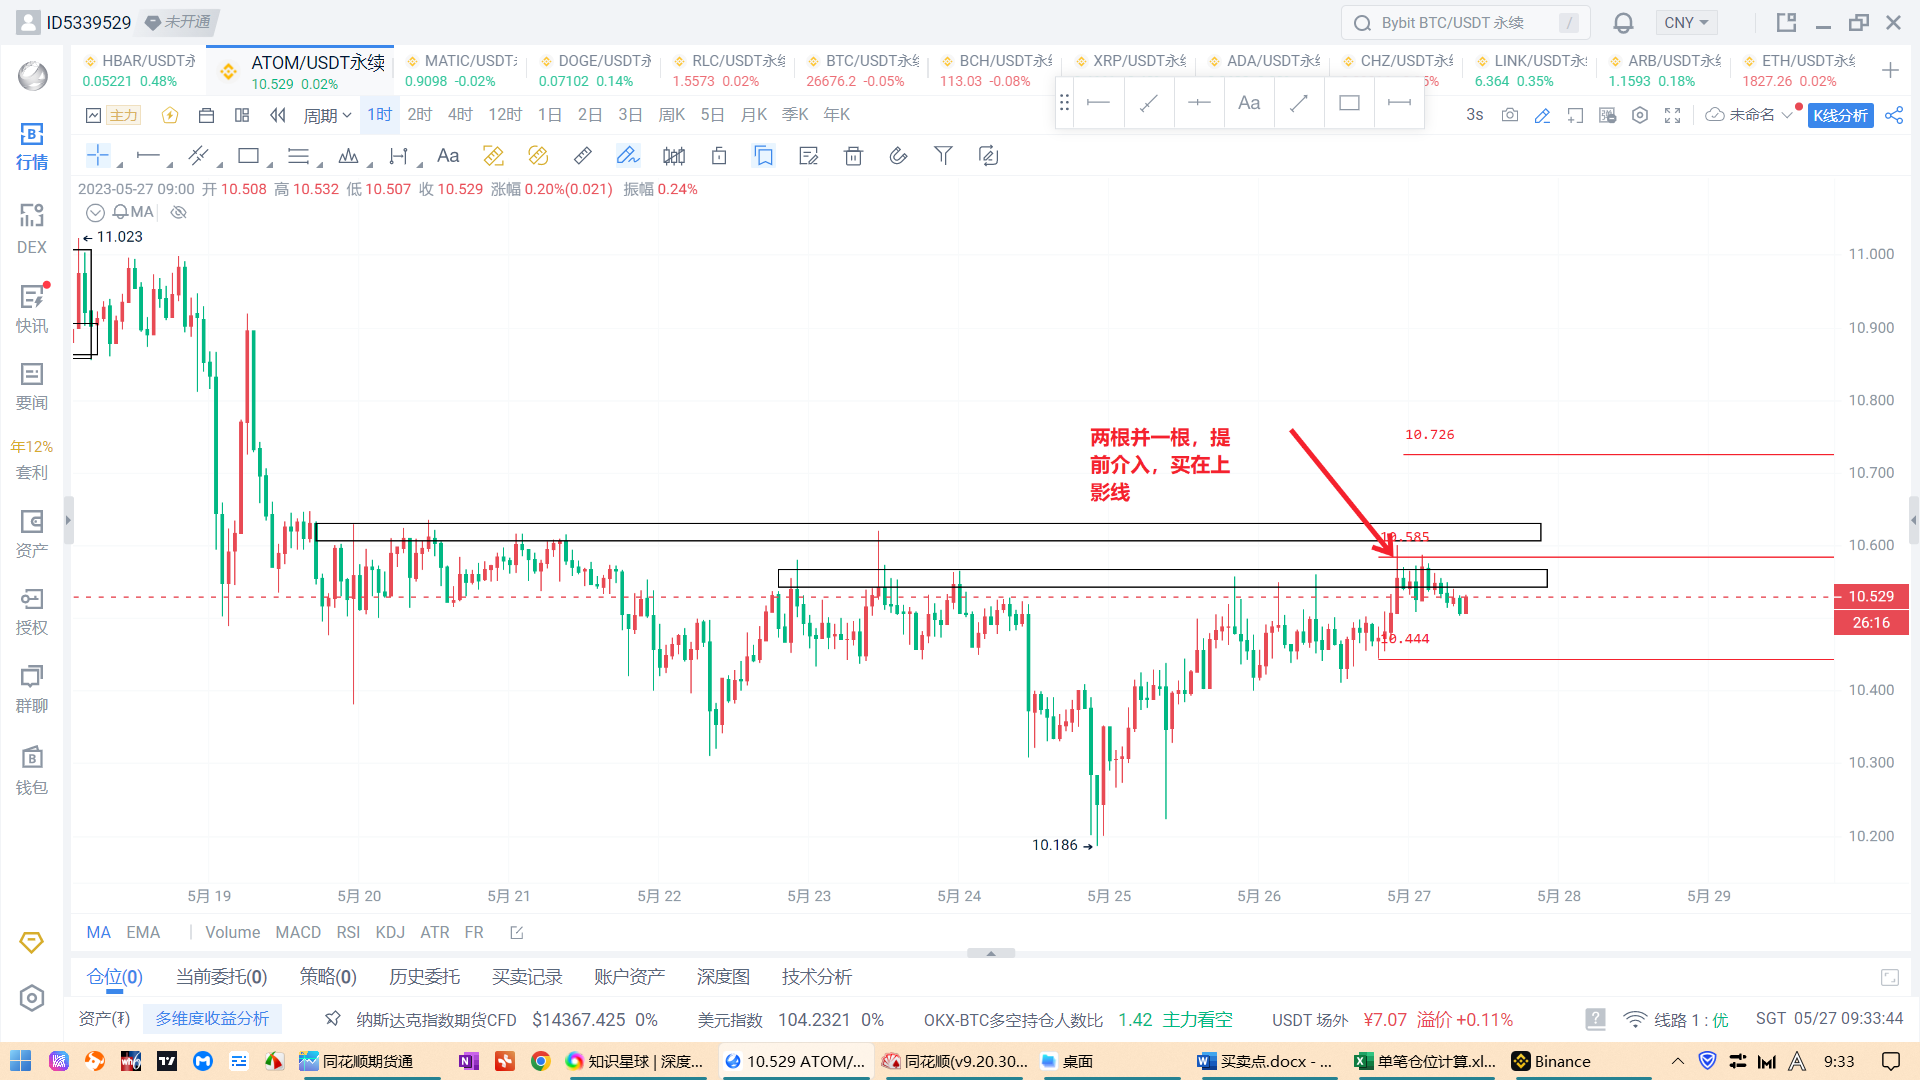 ID5339529 未开通 Bybit BTC/USDT 永续 / CNY
HBAR/USDT永 ATOM/USDT永续 MATIC/USDT DOGE/USDT永 RLC/USDT永续 BTC/USDT永续 BCH/USDT永续 XRP/USDT永续 ADA/USDT永续 CHZ/USDT永续 LINK/USDT永 ARB/USDT永续 ETH/USDT永续
0.05221 0.48% 10.529 0.02% 0.9098 -0.02% 0.07102 0.14% 1.5573 0.02% 26676.2 -0.05% 113.03 -0.08% 6.364 0.35% 1.1593 0.18% 1827.26 0.02%
Aa
主力 周期 1时 2时 4时 12时 1日 2日 3日 周K 5日 月K 季K 年K 3s 未命名 K线分析
Aa
2023-05-27 09:00 开 10.508 高 10.532 低 10.507 收 10.529 涨幅 0.20%(0.021) 振幅 0.24%
MA
行情
DEX
快讯
要闻
年12%
套利
资产
授权
群聊
钱包
11.023
两根并一根，提
前介入，买在上
影线
10.726
10.585
10.444
10.186
11.000
10.900
10.800
10.700
10.600
10.529
26:16
10.400
10.300
10.200
5月 19 5月 20 5月 21 5月 22 5月 23 5月 24 5月 25 5月 26 5月 27 5月 28 5月 29
MA EMA Volume MACD RSI KDJ ATR FR
仓位(0) 当前委托(0) 策略(0) 历史委托 买卖记录 账户资产 深度图 技术分析
资产(₮) 多维度收益分析 纳斯达克指数期货CFD $14367.425 0% 美元指数 104.2321 0% OKX-BTC多空持仓人数比 1.42 主力看空 USDT 场外 ¥7.07 溢价 +0.11% 线路 1 : 优 SGT 05/27 09:33:44
同花顺期货通 知识星球 | 深度... 10.529 ATOM/... 同花顺(v9.20.30... 桌面 买卖点.docx - ... 单笔仓位计算.xl... Binance 9:33